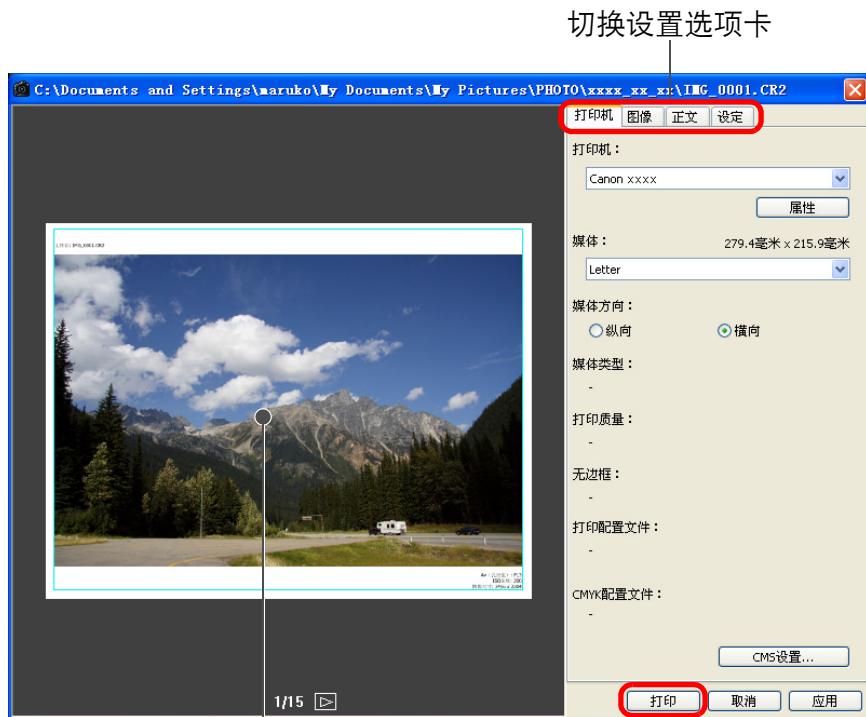 切换设置选项卡
C:\Documents and Settings\maruko\My Documents\My Pictures\PHOTO\xxxx_xx_xx\IMG_0001.CR2
打印机 图像 正文 设定
打印机：
Canon xxxx
属性
媒体： 279.4毫米 x 215.9毫米
Letter
媒体方向：
纵向 横向
媒体类型：
-
打印质量：
-
无边框：
-
打印配置文件：
-
CMYK配置文件：
-
CMS设置...
IMG_0001.CR2
1/15
打印 取消 应用